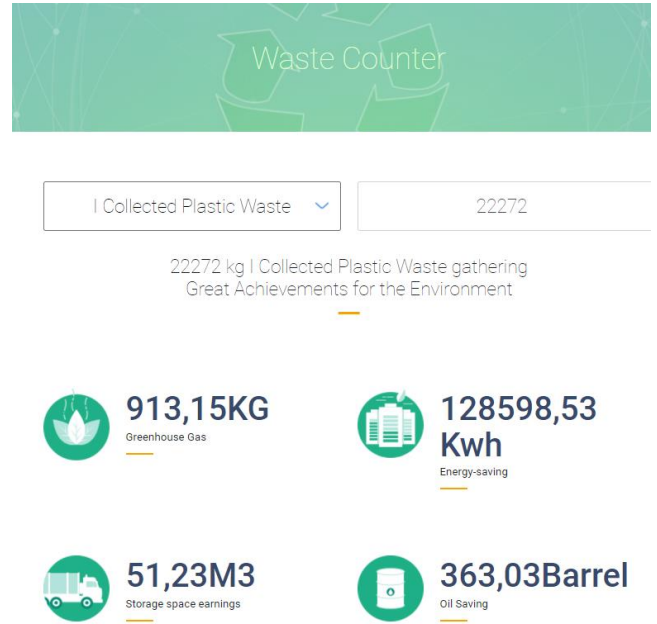 Waste Counter
I Collected Plastic Waste
22272
22272 kg I Collected Plastic Waste gathering
Great Achievements for the Environment
913,15KG
Greenhouse Gas
128598,53
Kwh
Energy-saving
51,23M3
Storage space earnings
363,03Barrel
Oil Saving